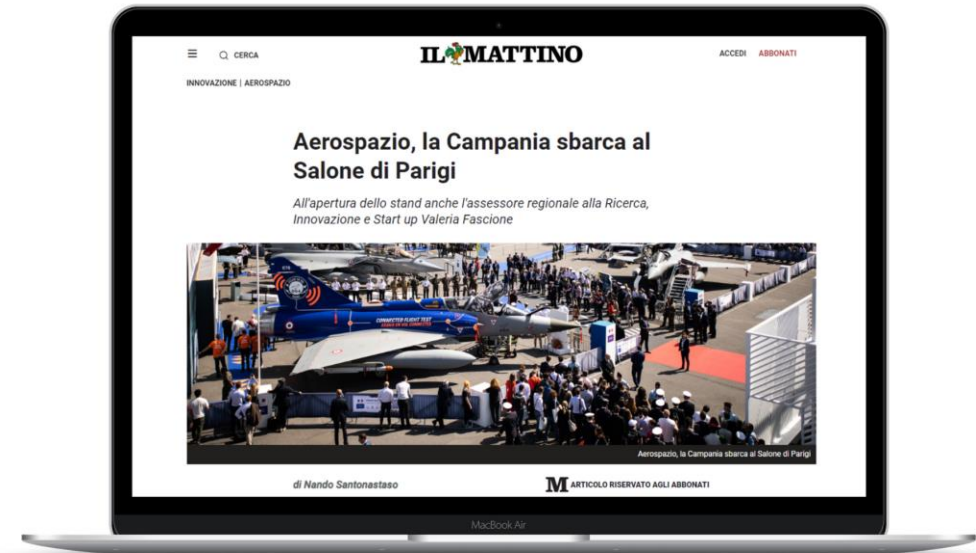 CERCA
IL MATTINO
ACCEDI ABBONATI
INNOVAZIONE | AEROSPAZIO
Aerospazio, la Campania sbarca al
Salone di Parigi
All'apertura dello stand anche l'assessore regionale alla Ricerca,
Innovazione e Start up Valeria Fascione
CONNECTED FLIGHT TEST
Aerospazio, la Campania sbarca al Salone di Parigi
di Nando Santonastaso
M ARTICOLO RISERVATO AGLI ABBONATI
MacBook Air